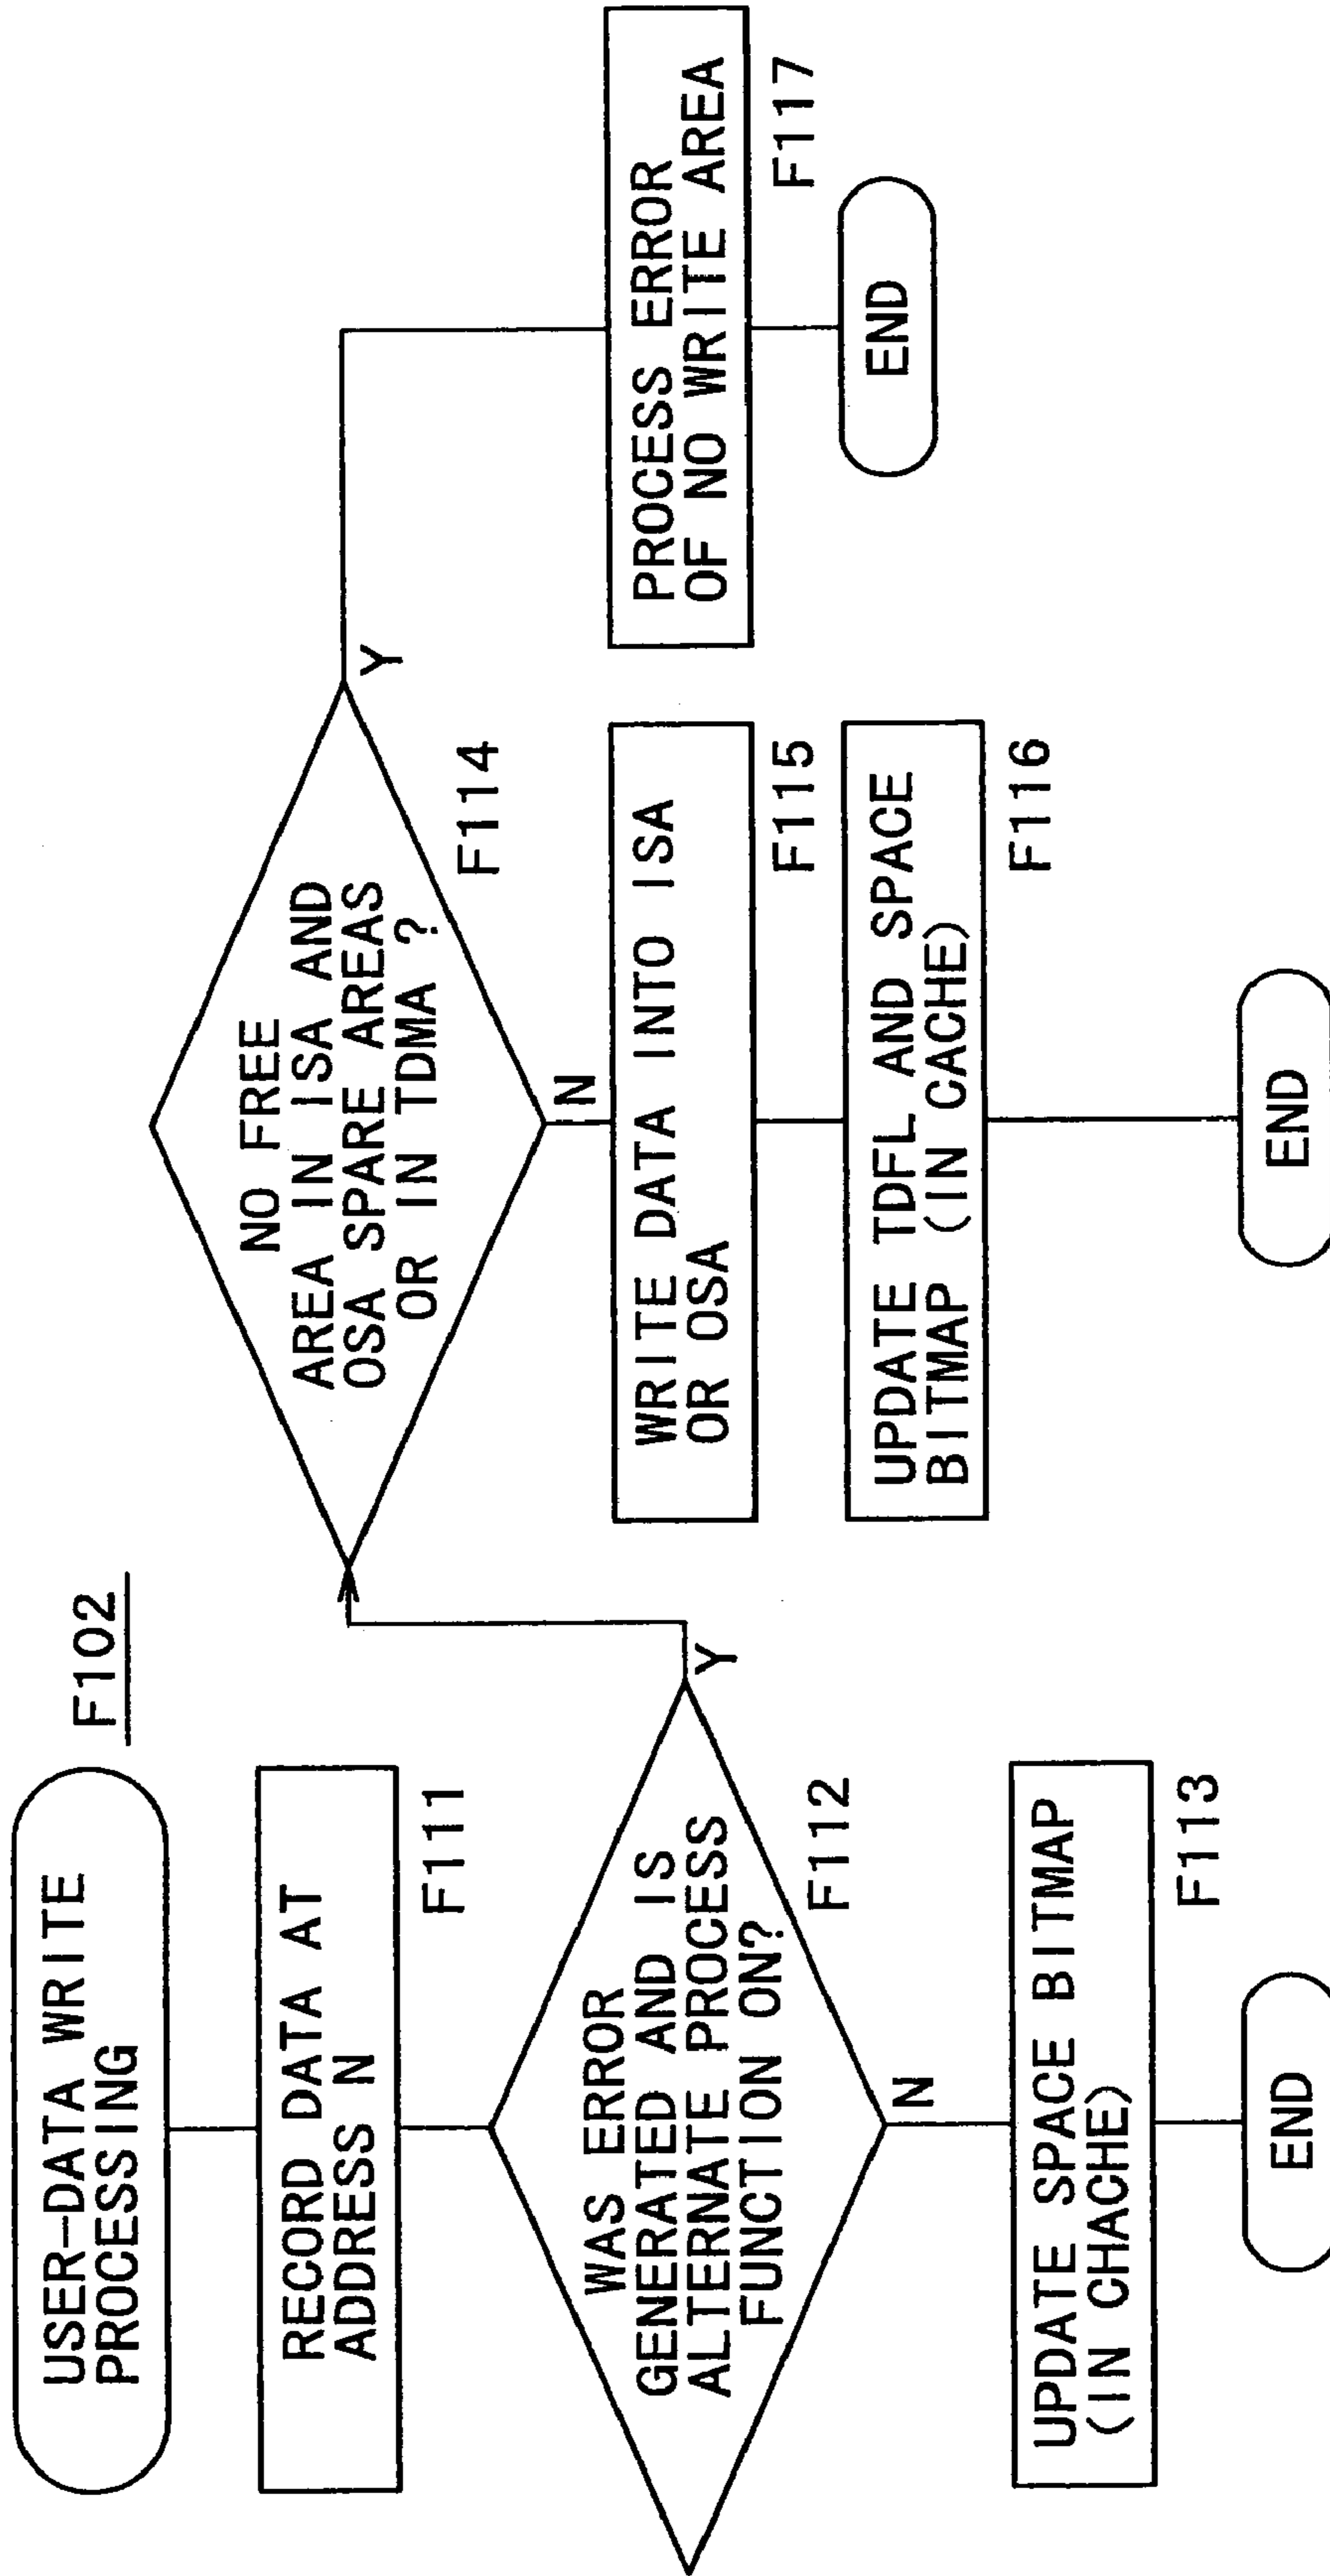 USER-DATA WRITE
PROCESSING
F102
RECORD DATA AT
ADDRESS N
F111
WAS ERROR
GENERATED AND IS
ALTERNATE PROCESS
FUNCTION ON?
Y
F112
N
UPDATE SPACE BITMAP
(IN CHACHE)
F113
END
NO FREE
AREA IN ISA AND
OSA SPARE AREAS
OR IN TDMA ?
Y
F114
N
WRITE DATA INTO ISA
OR OSA
F115
UPDATE TDFL AND SPACE
BITMAP (IN CACHE)
F116
END
PROCESS ERROR
OF NO WRITE AREA
F117
END